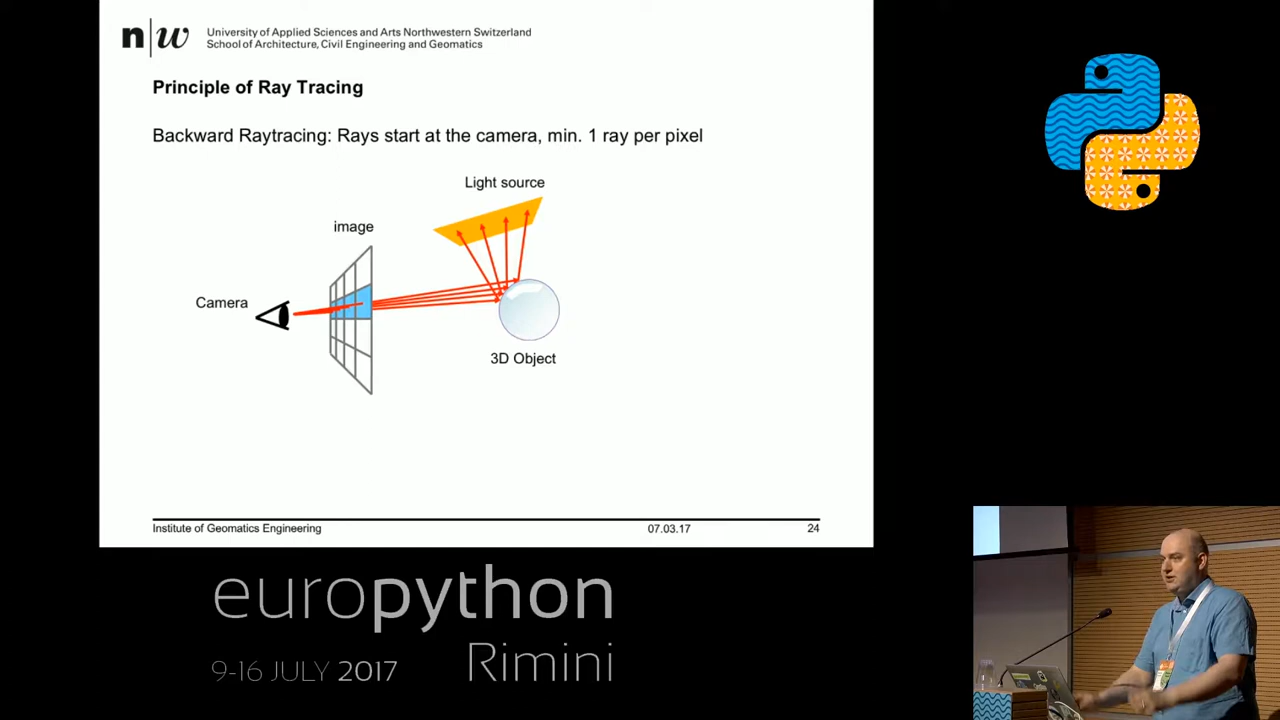 n|w
University of Applied Sciences and Arts Northwestern Switzerland
School of Architecture, Civil Engineering and Geomatics
Principle of Ray Tracing
Backward Raytracing: Rays start at the camera, min. 1 ray per pixel
Light source
image
Camera
3D Object
Institute of Geomatics Engineering
07.03.17
24
europython
Rimini
9-16 JULY 2017